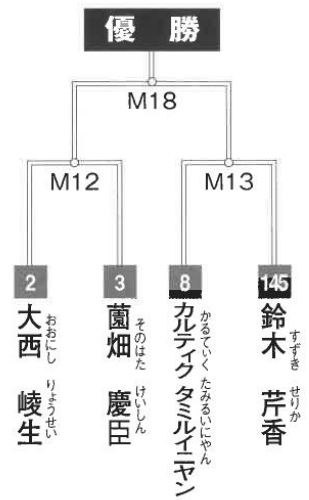 優 勝
M18
M12
M13
2
大西 崚生
おおにし りょうせい
3
薗畑 慶臣
そのはた けいしん
8
カルティク タミルイニヤン
かるてぃく たみるいにやん
145
鈴木 芹香
すずき せりか